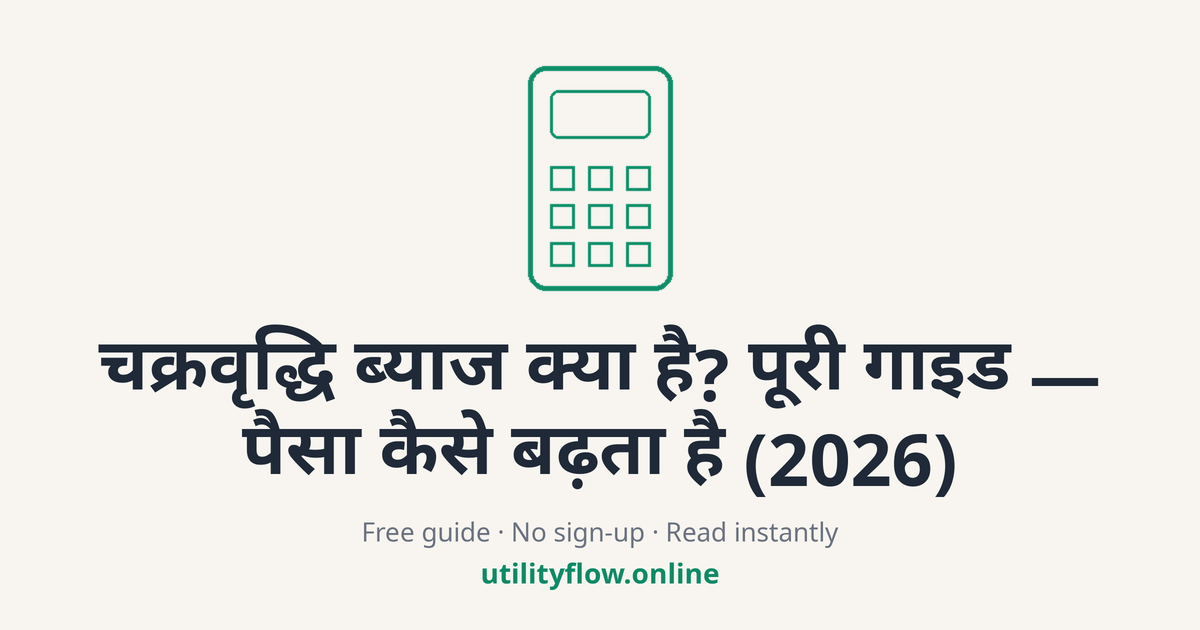 चक्रवृद्धि ब्याज क्या है? पूरी गाइड —
पैसा कैसे बढ़ता है (2026)
Free guide · No sign-up · Read instantly
utilityflow.online